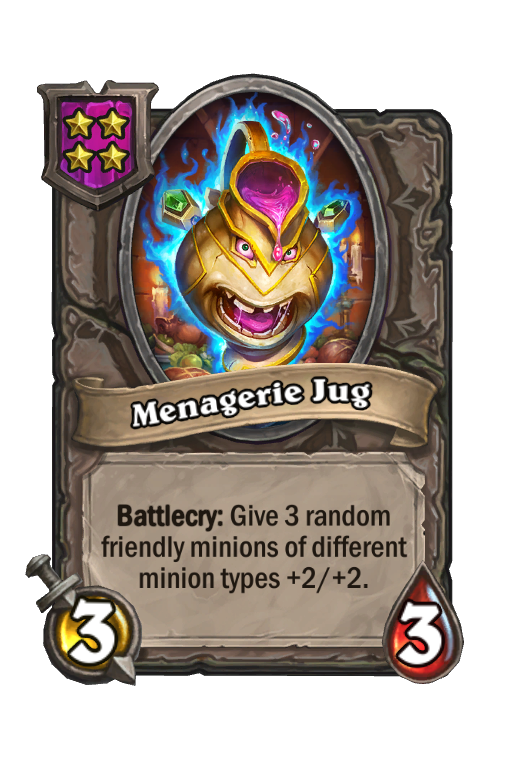 Menagerie Jug
Battlecry: Give 3 random
friendly minions of different
minion types +2/+2.
3
3